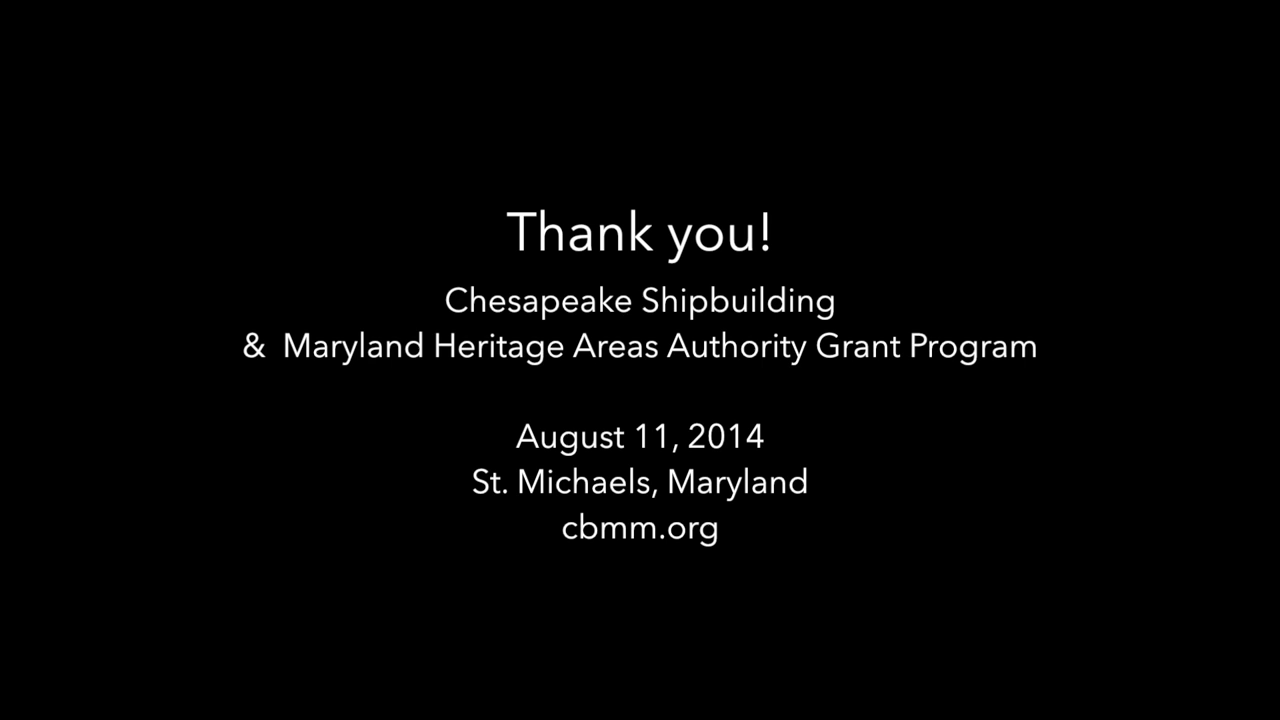 Thank you!
Chesapeake Shipbuilding
& Maryland Heritage Areas Authority Grant Program
August 11, 2014
St. Michaels, Maryland
cbmm.org